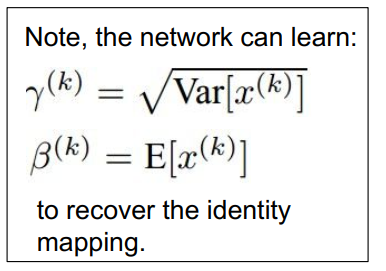 Note, the network can learn:
γ^(k) = √Var[x^(k)]
β^(k) = E[x^(k)]
to recover the identity
mapping.